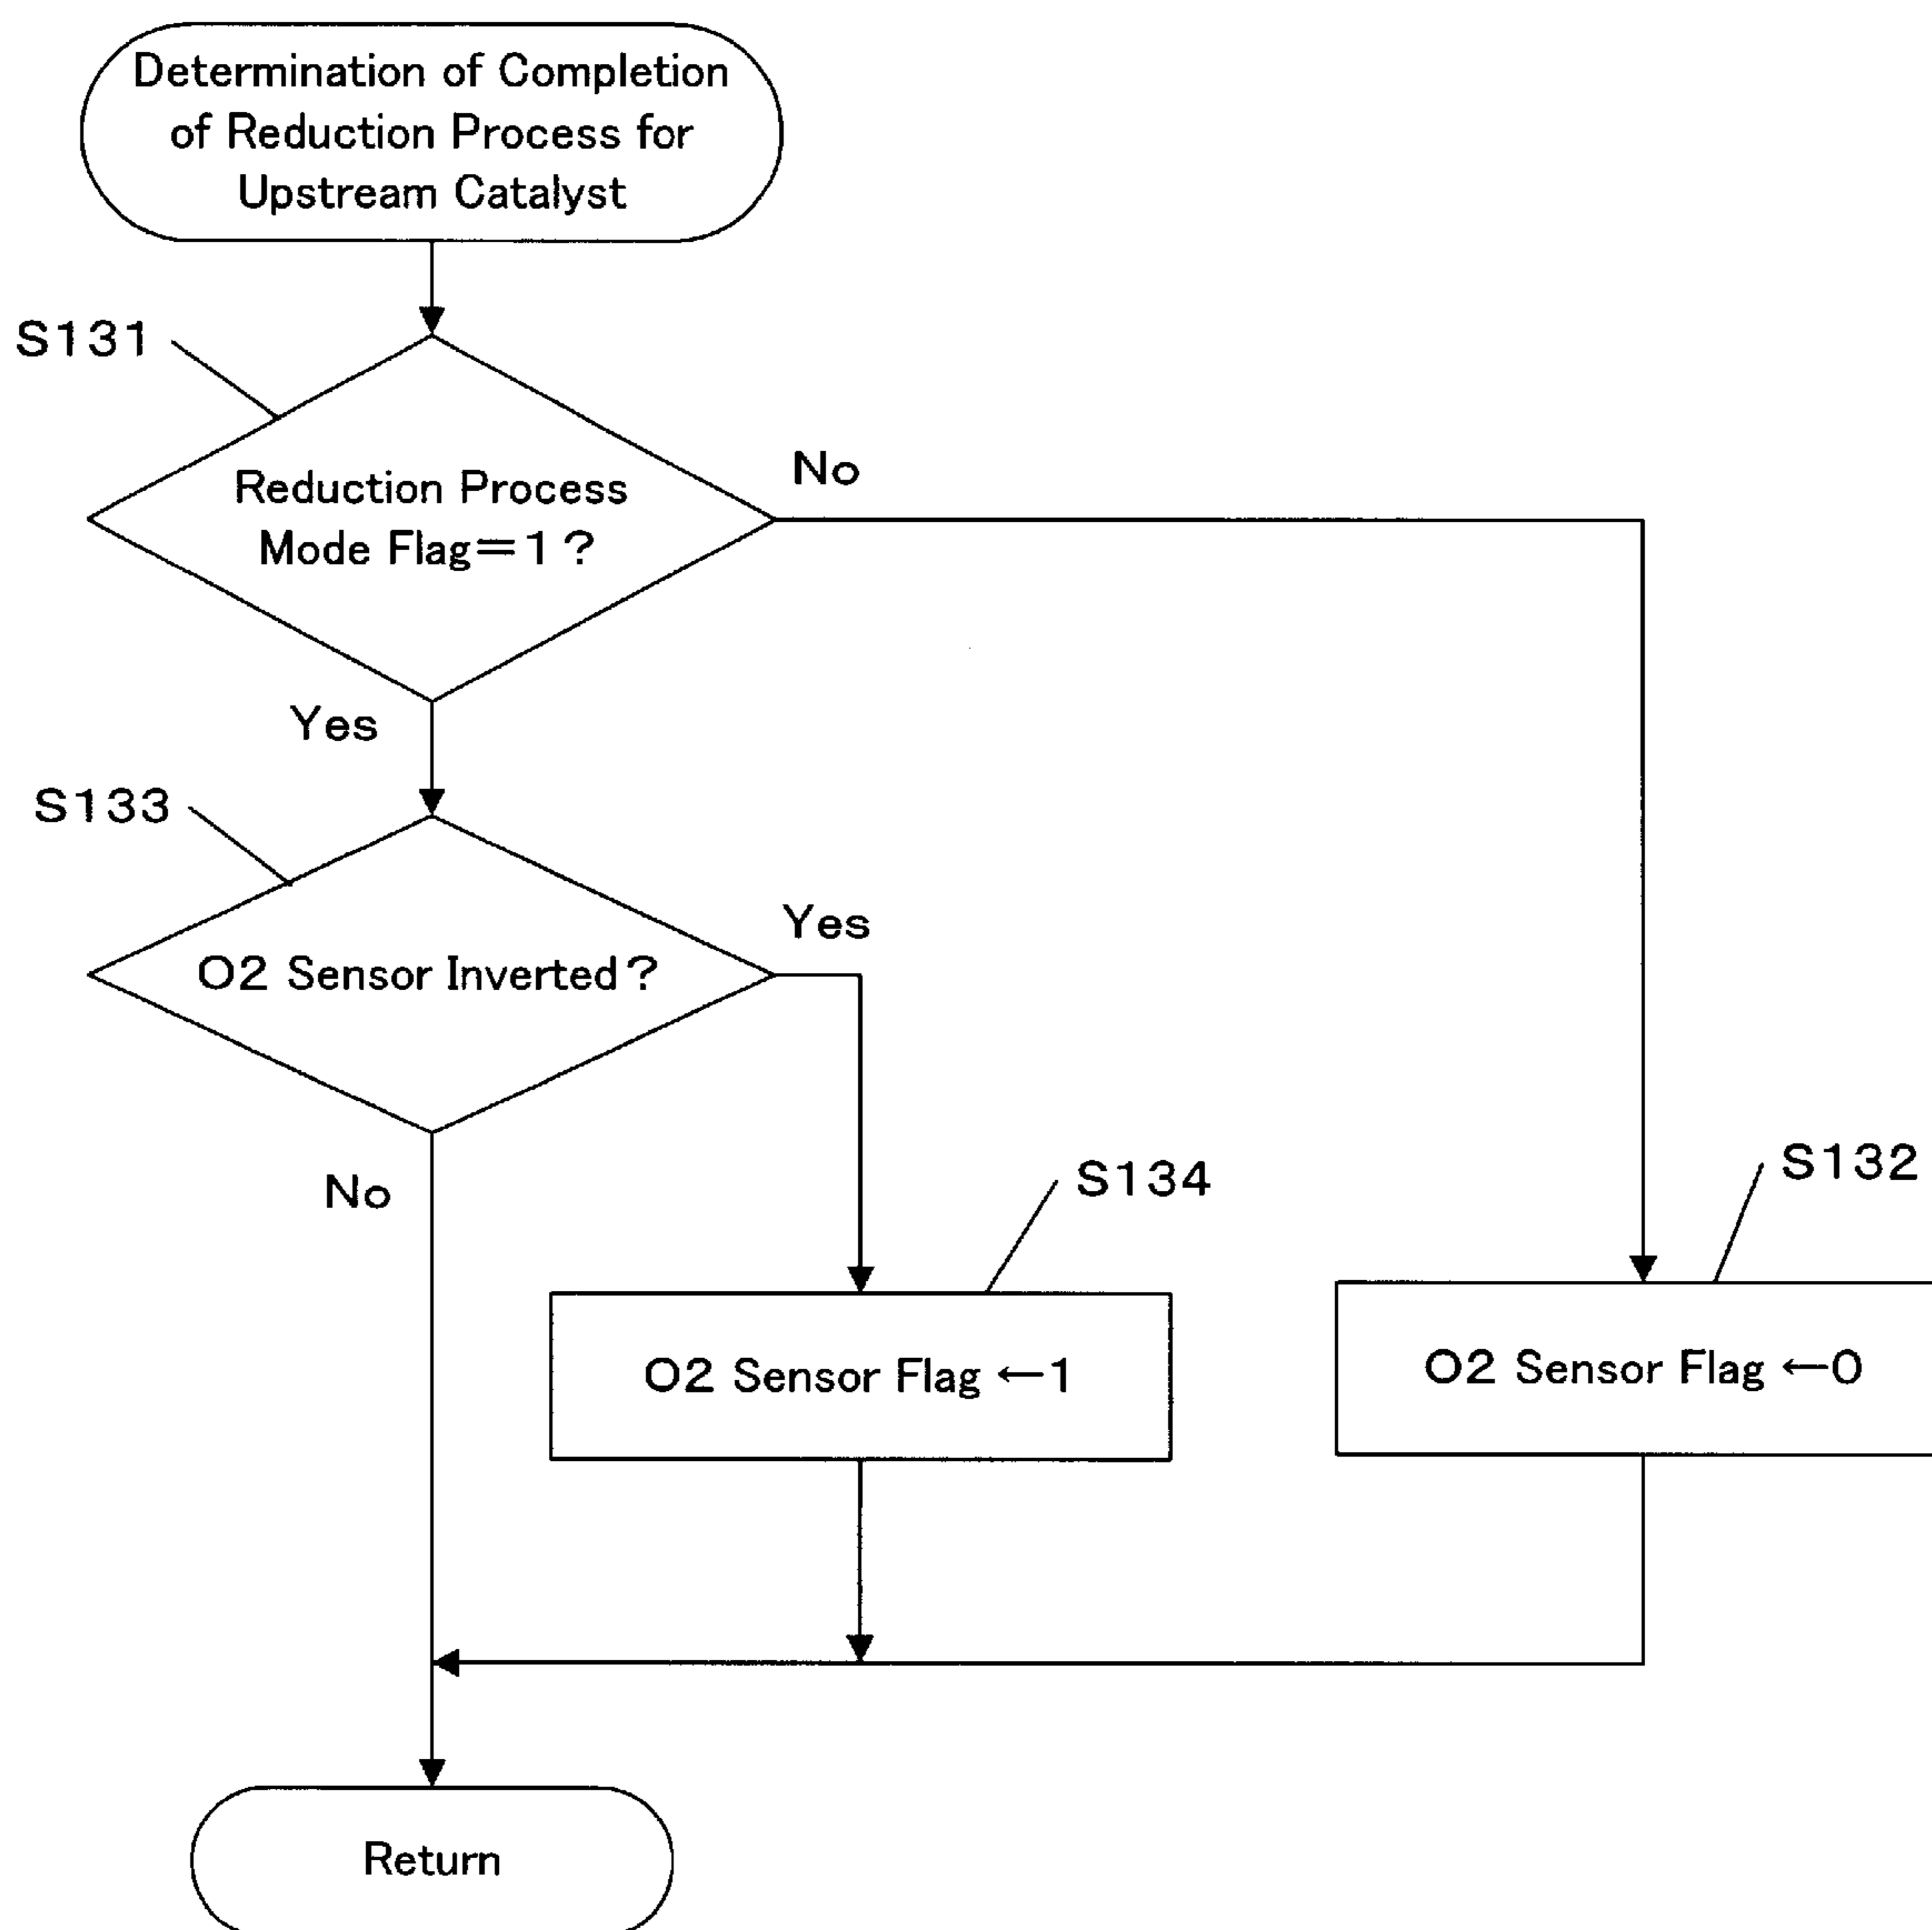 Determination of Completion
of Reduction Process for
Upstream Catalyst
S131
Reduction Process
Mode Flag=1?
No
Yes
S133
O2 Sensor Inverted?
Yes
No
S134
S132
O2 Sensor Flag ←1
O2 Sensor Flag ←0
Return